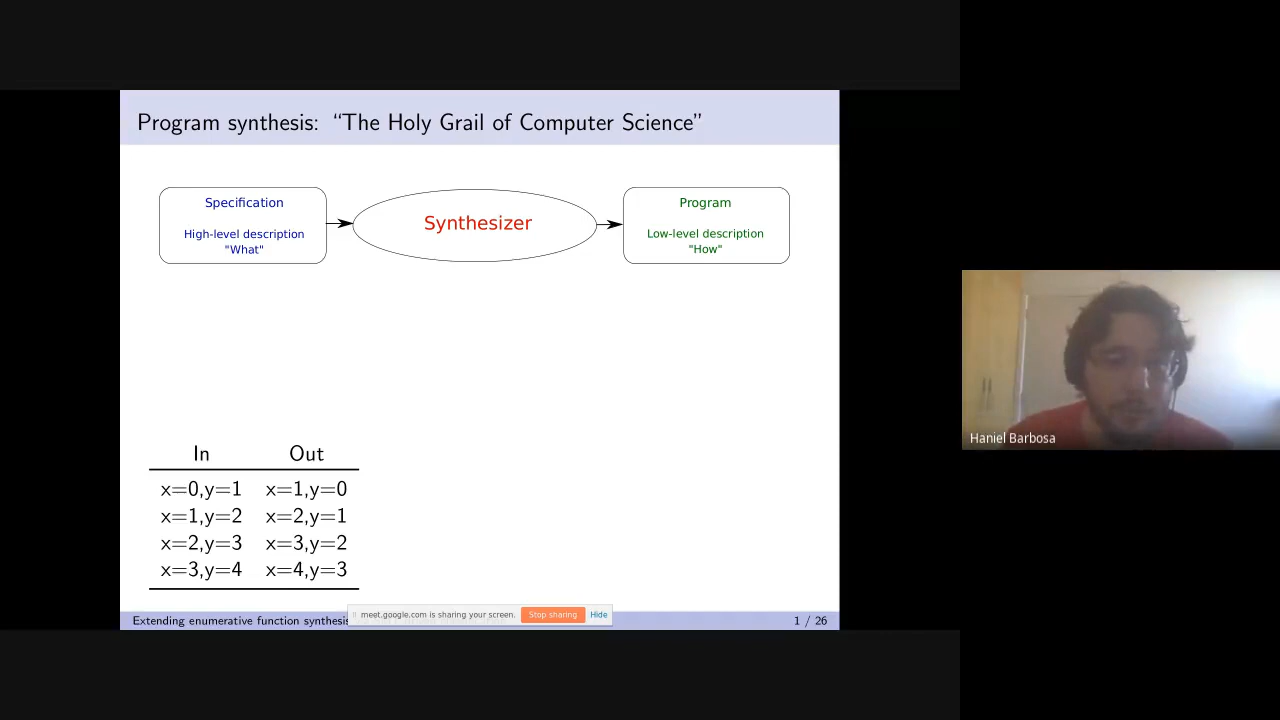 Program synthesis: “The Holy Grail of Computer Science”
Specification
High-level description
"What"
Synthesizer
Program
Low-level description
"How"
In Out
x=0,y=1 x=1,y=0
x=1,y=2 x=2,y=1
x=2,y=3 x=3,y=2
x=3,y=4 x=4,y=3
Haniel Barbosa
meet.google.com is sharing your screen. Stop sharing Hide
Extending enumerative function synthesis 1 / 26